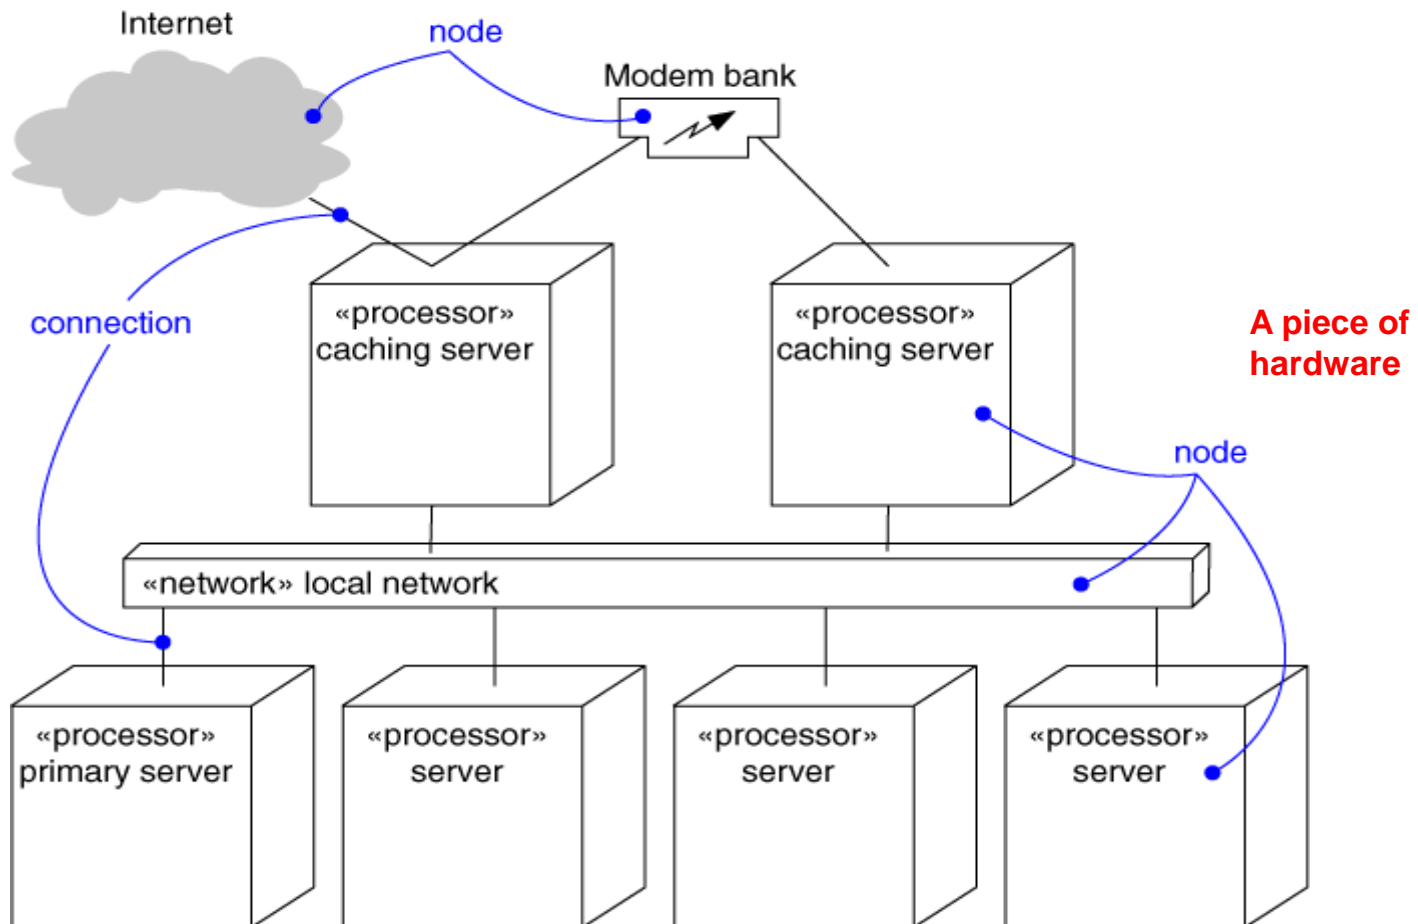 Internet
node
Modem bank
connection
«processor»
caching server
«processor»
caching server
A piece of
hardware
node
«network» local network
«processor»
primary server
«processor»
server
«processor»
server
«processor»
server